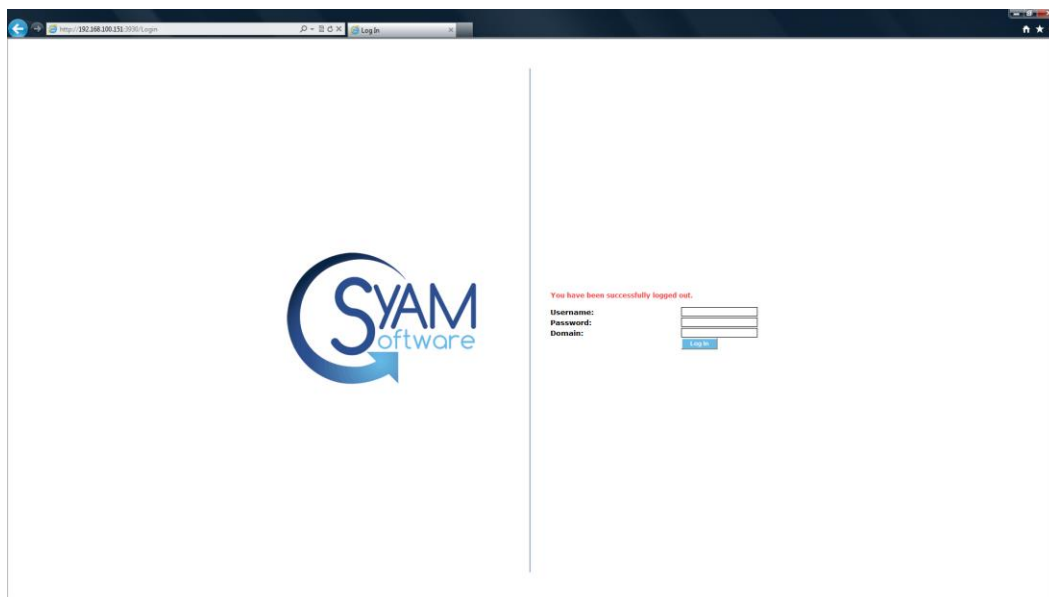 http://192.168.100.151:3930/Login
Log In
SYAM
Software
You have been successfully logged out.
Username:
Password:
Domain:
Log In